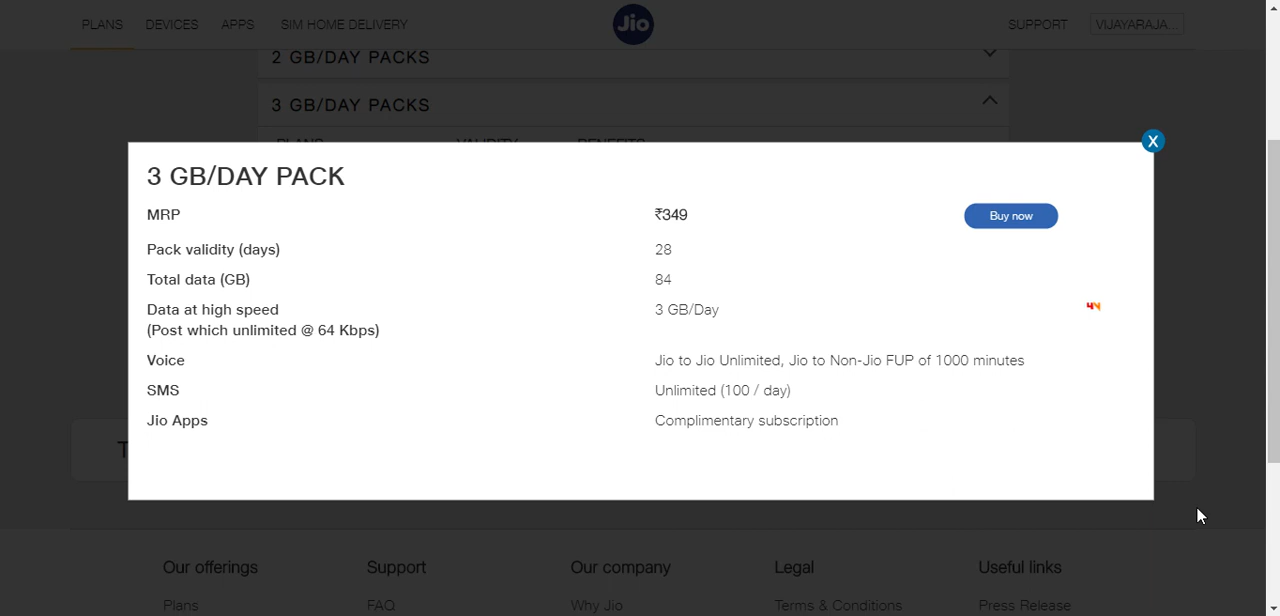 PLANS DEVICES APPS SIM HOME DELIVERY Jio SUPPORT VIJAYARAJA...
2 GB/DAY PACKS
3 GB/DAY PACKS
PLANS VALIDITY BENEFITS
X
3 GB/DAY PACK
MRP ₹349 Buy now
Pack validity (days) 28
Total data (GB) 84
Data at high speed 3 GB/Day
(Post which unlimited @ 64 Kbps)
Voice Jio to Jio Unlimited, Jio to Non-Jio FUP of 1000 minutes
SMS Unlimited (100 / day)
Jio Apps Complimentary subscription
T
Our offerings Support Our company Legal Useful links
Plans FAQ Why Jio Terms & Conditions Press Release